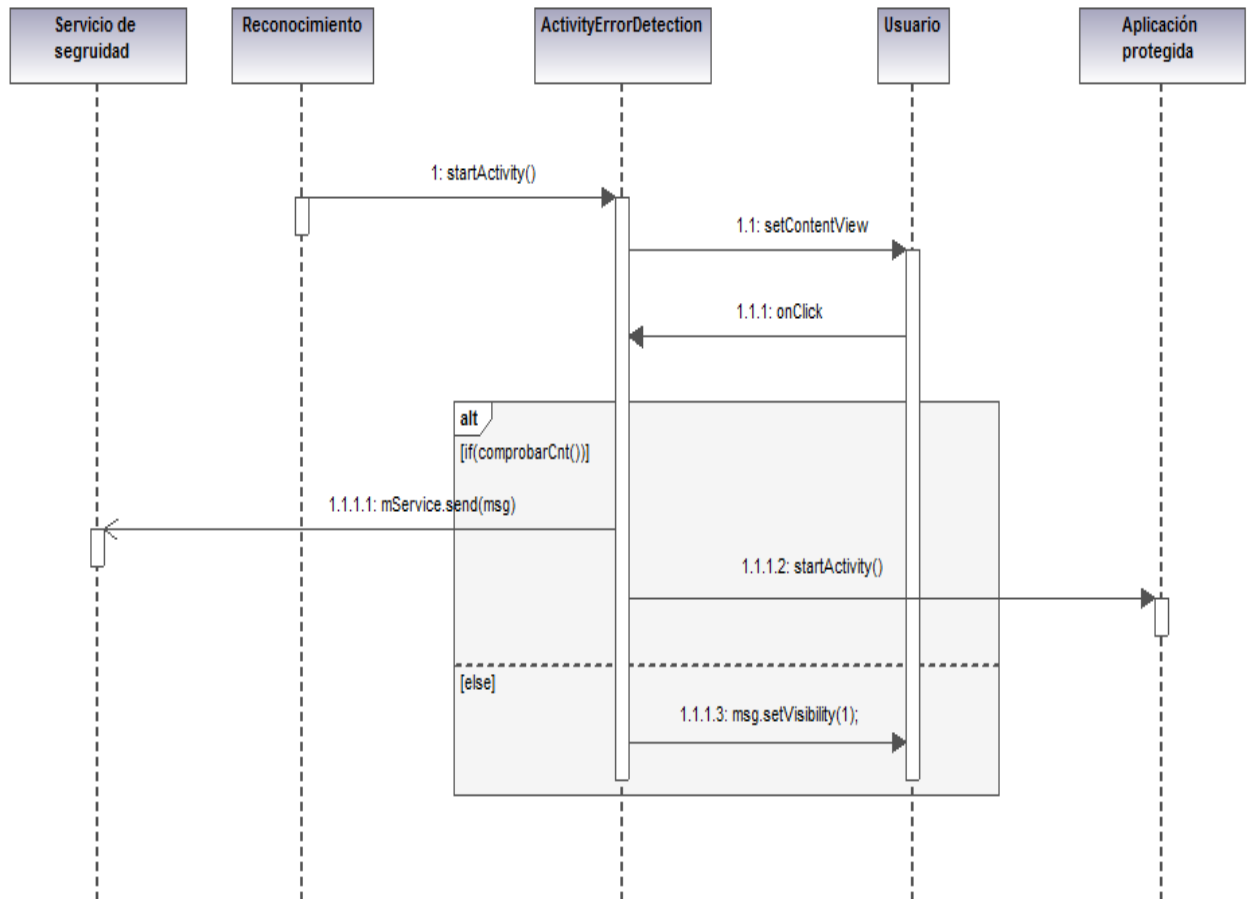 Servicio de
segruidad
Reconocimiento
ActivityErrorDetection
Usuario
Aplicación
protegida
1: startActivity()
1.1: setContentView
1.1.1: onClick
alt
[if(comprobarCnt())]
1.1.1.1: mService.send(msg)
1.1.1.2: startActivity()
[else]
1.1.1.3: msg.setVisibility(1);